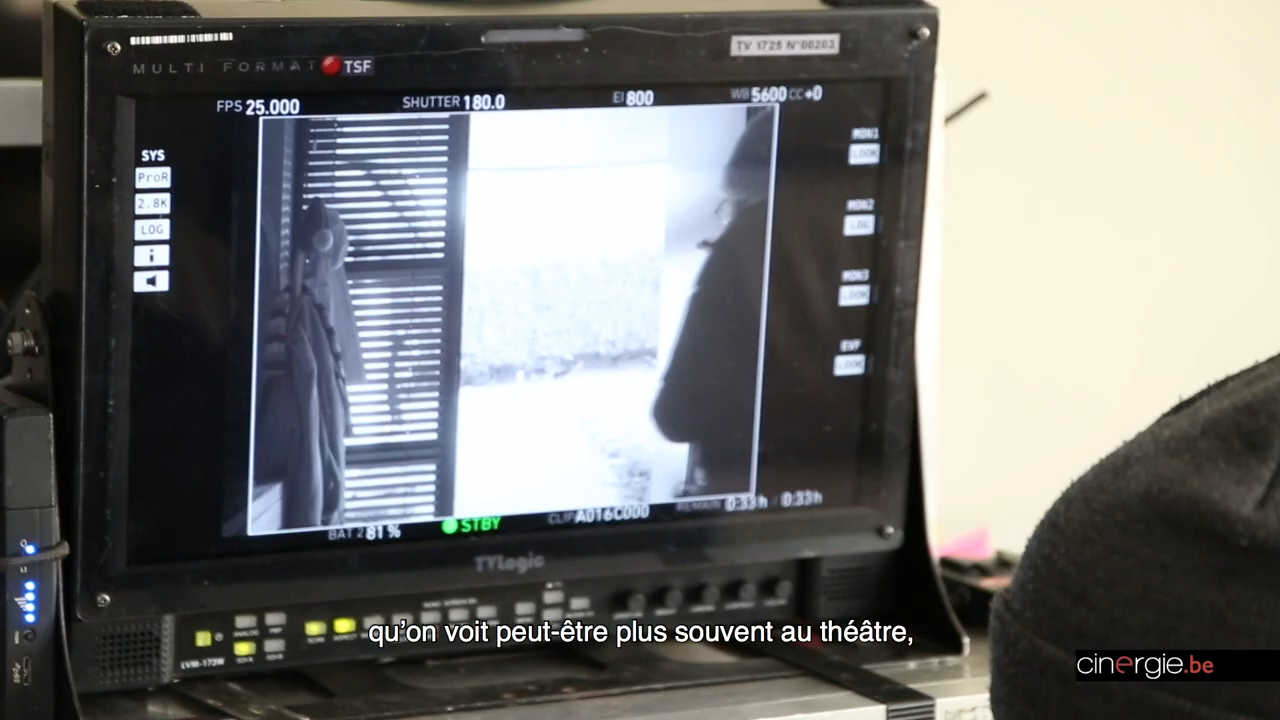 TV 1725 N°00203
MULTI FORMAT TSF
FPS 25.000 SHUTTER 180.0 EI 800 WB 5600 CC +0
SYS
ProR
2.8K
LOG
i
MON1
LOOK
MON2
LOG
MON3
LOOK
EVF
LOOK
BAT 2 81% STBY CLIP A016C000 REMAIN 0:33h / 0:33h
TVLogic
LVM-173W
qu'on voit peut-être plus souvent au théâtre,
cinergie.be